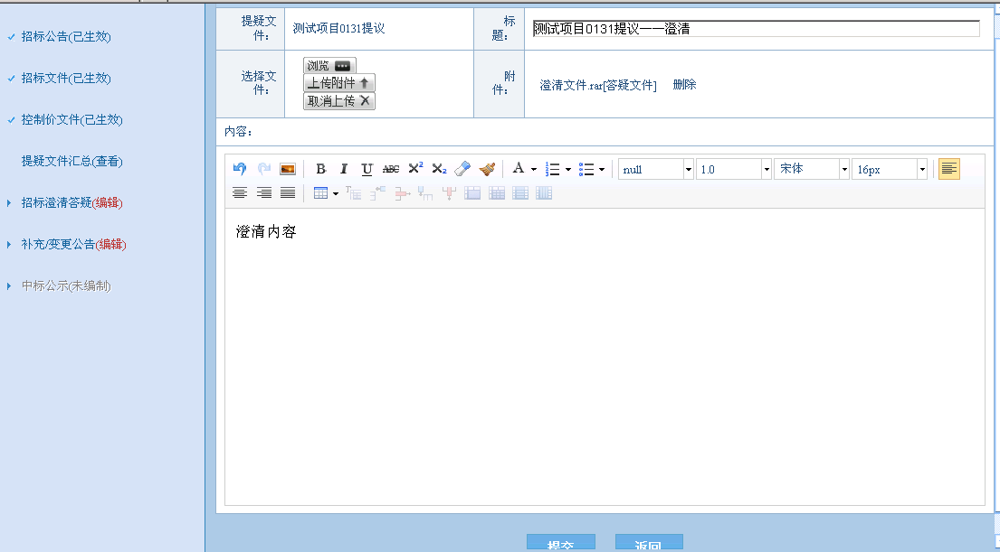 招标公告(已生效)
招标文件(已生效)
控制价文件(已生效)
提疑文件汇总(查看)
招标澄清答疑(编辑)
补充/变更公告(编辑)
中标公示(未编制)
提疑文件：
测试项目0131提议
标题：
测试项目0131提议一一澄清
选择文件：
浏览
上传附件
取消上传
附件：
澄清文件.rar[答疑文件] 删除
内容：
B I U ABC X² X₂ A null 1.0 宋体 16px
澄清内容
提交 返回